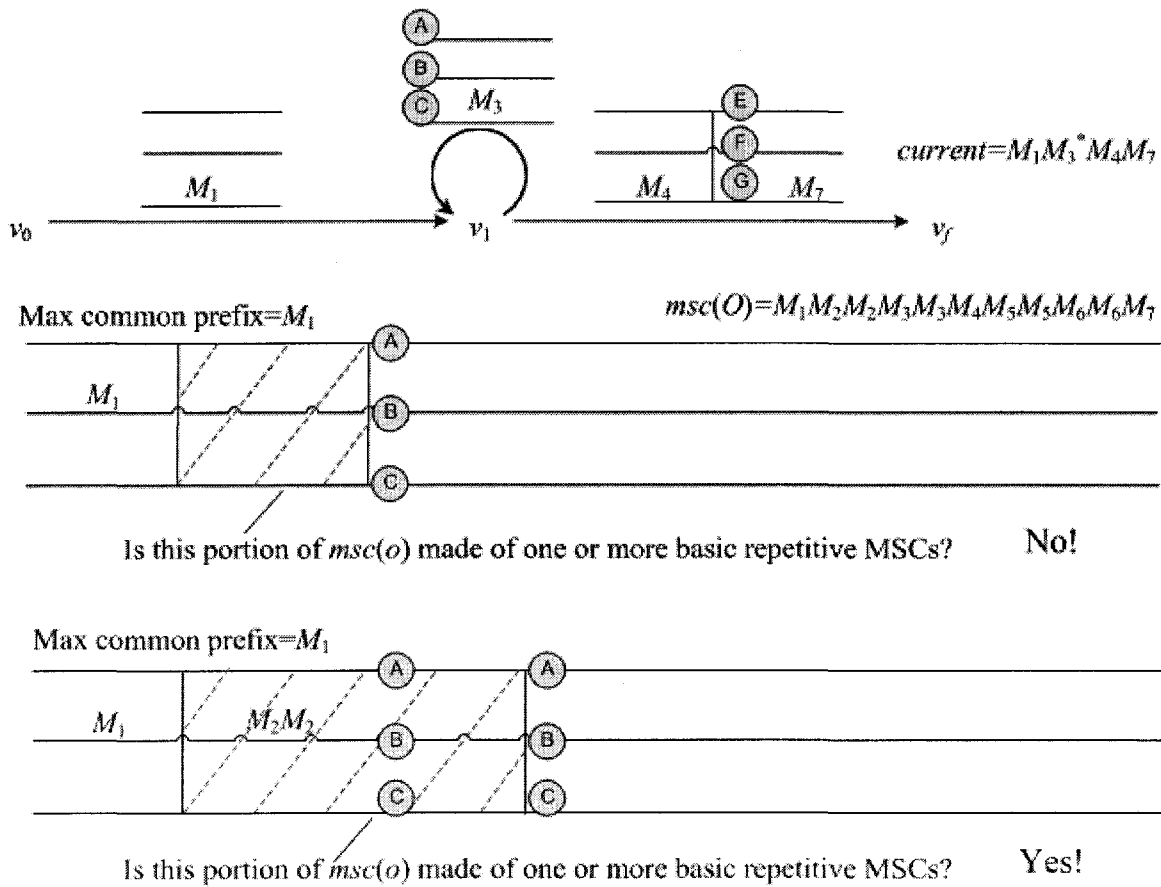 A
B
C
M₃
M₁
E
F
G
M₄
M₇
current=M₁M₃*M₄M₇
v₀
v₁
v_f
Max common prefix=M₁
msc(O)=M₁M₂M₂M₃M₃M₄M₅M₅M₆M₆M₇
A
M₁
B
C
Is this portion of msc(o) made of one or more basic repetitive MSCs?
No!
Max common prefix=M₁
A
A
M₁
M₂M₂
B
B
C
C
Is this portion of msc(o) made of one or more basic repetitive MSCs?
Yes!